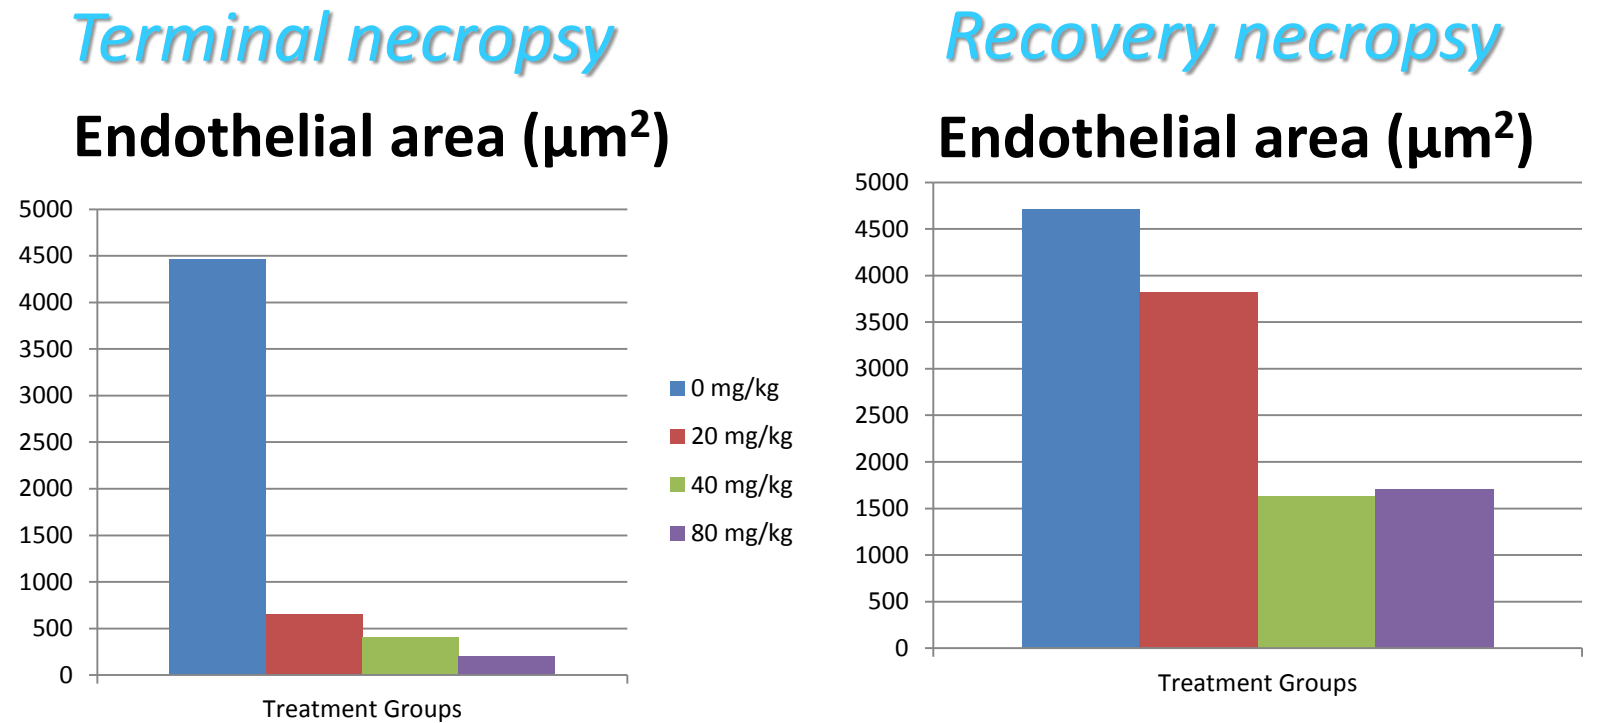 Terminal necropsy
Endothelial area (µm²)
5000
4500
4000
3500
3000
2500
2000
1500
1000
500
0
Treatment Groups
0 mg/kg
20 mg/kg
40 mg/kg
80 mg/kg
Recovery necropsy
Endothelial area (µm²)
5000
4500
4000
3500
3000
2500
2000
1500
1000
500
0
Treatment Groups